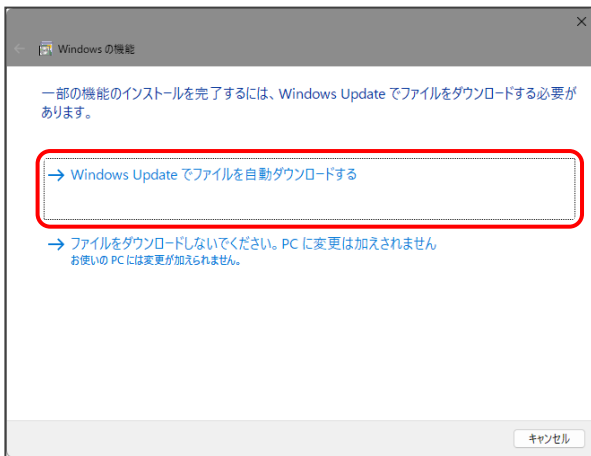 Windows の機能
一部の機能のインストールを完了するには、Windows Update でファイルをダウンロードする必要が
あります。
→ Windows Update でファイルを自動ダウンロードする
→ ファイルをダウンロードしないでください。PC に変更は加えされません
お使いの PC には変更が加えられません。
キャンセル